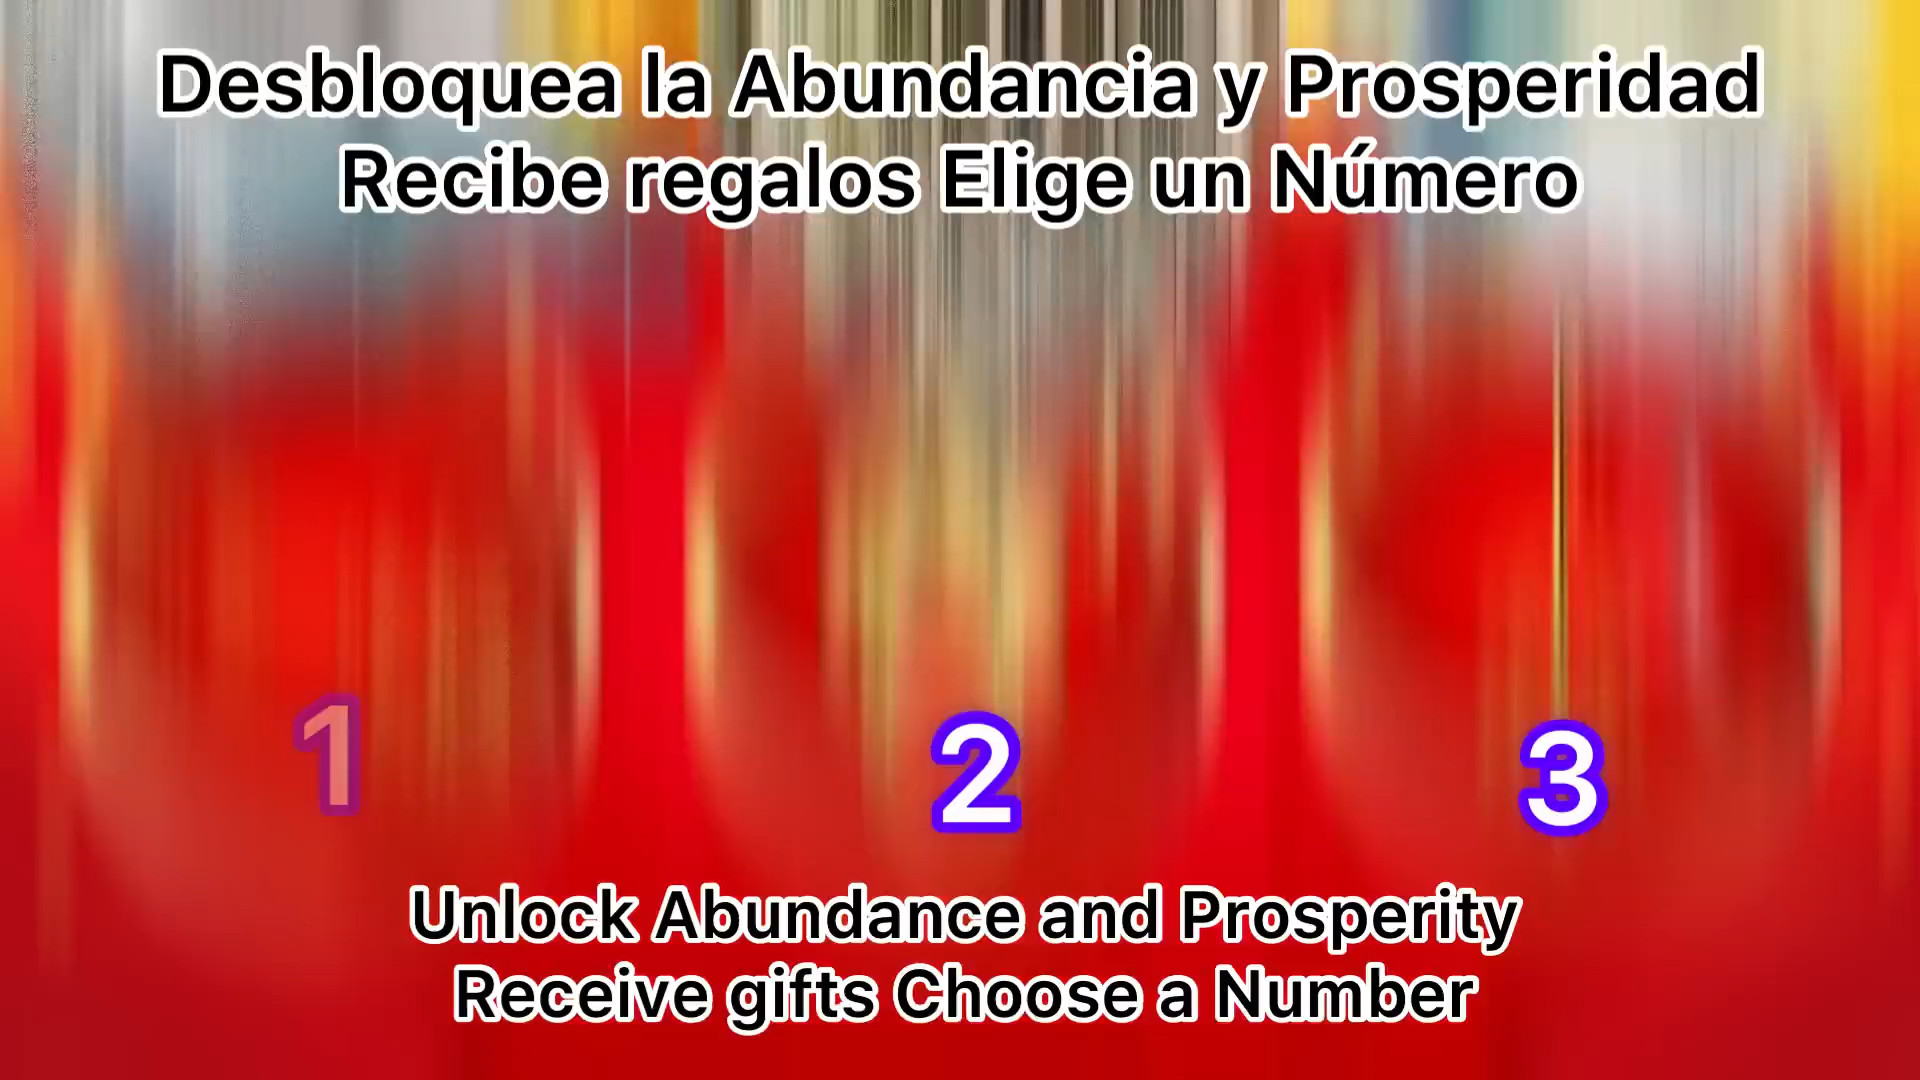 Desbloquea la Abundancia y Prosperidad
Recibe regalos Elige un Número
1 2 3
Unlock Abundance and Prosperity
Receive gifts Choose a Number